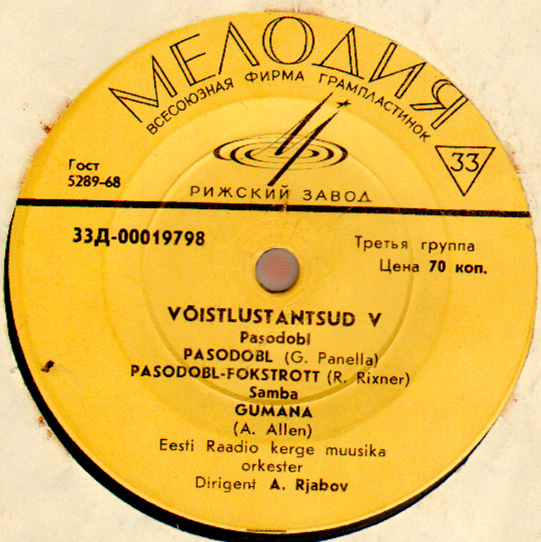 МЕЛОДИЯ
ВСЕСОЮЗНАЯ ФИРМА ГРАМПЛАСТИНОК
33
Гост
5289-68
РИЖСКИЙ ЗАВОД
33Д-00019798
Третья группа
Цена 70 коп.
VÕISTLUSTANTSUD V
Pasodobl
PASODOBL (G. Panella)
PASODOBL-FOKSTROTT (R. Rixner)
Samba
GUMANA
(A. Allen)
Eesti Raadio kerge muusika
orkester
Dirigent A. Rjabov